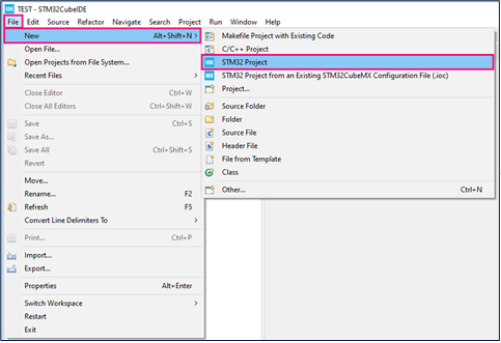 TEST - STM32CubeIDE
File Edit Source Refactor Navigate Search Project Run Window Help
New Alt+Shift+N >
Open File...
Open Projects from File System...
Recent Files >
Close Editor Ctrl+W
Close All Editors Ctrl+Shift+W
Save Ctrl+S
Save As...
Save All Ctrl+Shift+S
Revert
Move...
Rename... F2
Refresh F5
Convert Line Delimiters To >
Print... Ctrl+P
Import...
Export...
Properties Alt+Enter
Switch Workspace >
Restart
Exit
Makefile Project with Existing Code
C/C++ Project
IDE STM32 Project
IDE STM32 Project from an Existing STM32CubeMX Configuration File (.ioc)
Project...
Source Folder
Folder
Source File
Header File
File from Template
Class
Other... Ctrl+N